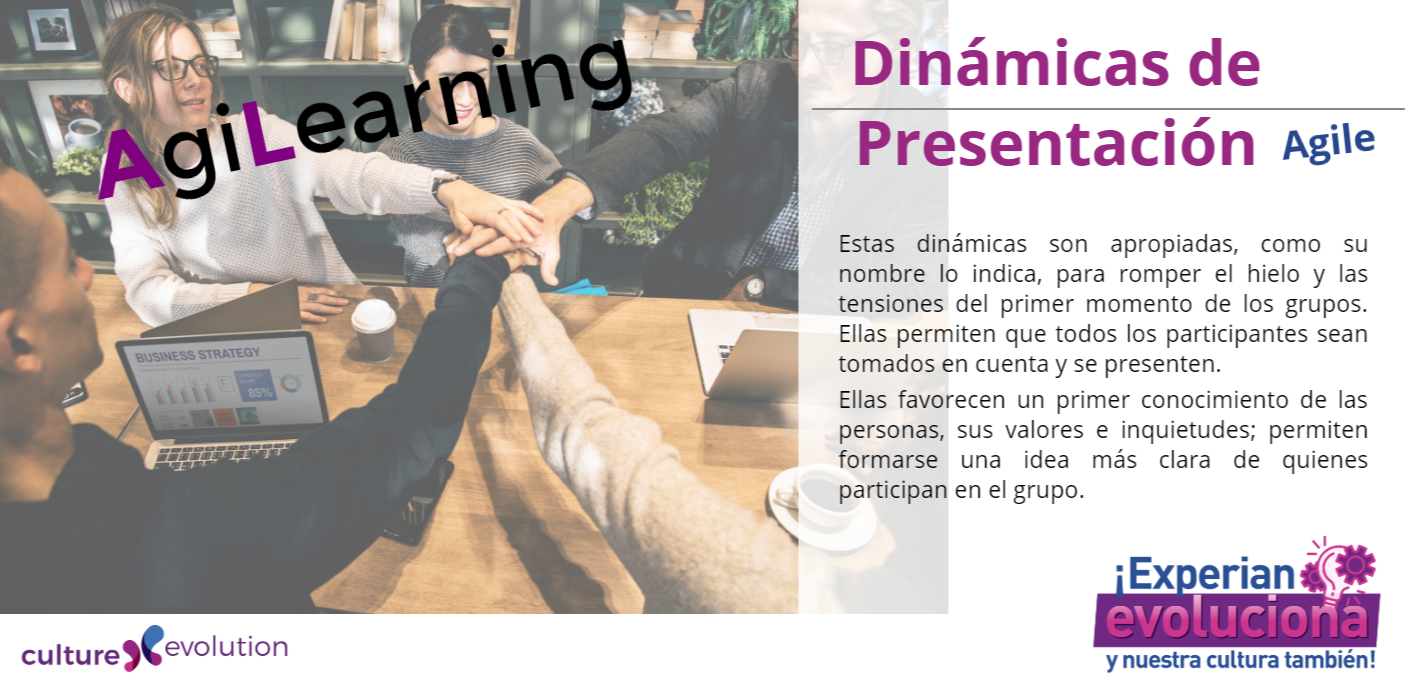 AgiLearning
Dinámicas de
Presentación Agile
Estas dinámicas son apropiadas, como su
nombre lo indica, para romper el hielo y las
tensiones del primer momento de los grupos.
Ellas permiten que todos los participantes sean
tomados en cuenta y se presenten.
Ellas favorecen un primer conocimiento de las
personas, sus valores e inquietudes; permiten
formarse una idea más clara de quienes
participan en el grupo.
BUSINESS STRATEGY
85%
culture evolution
¡Experian
evoluciona
y nuestra cultura también!